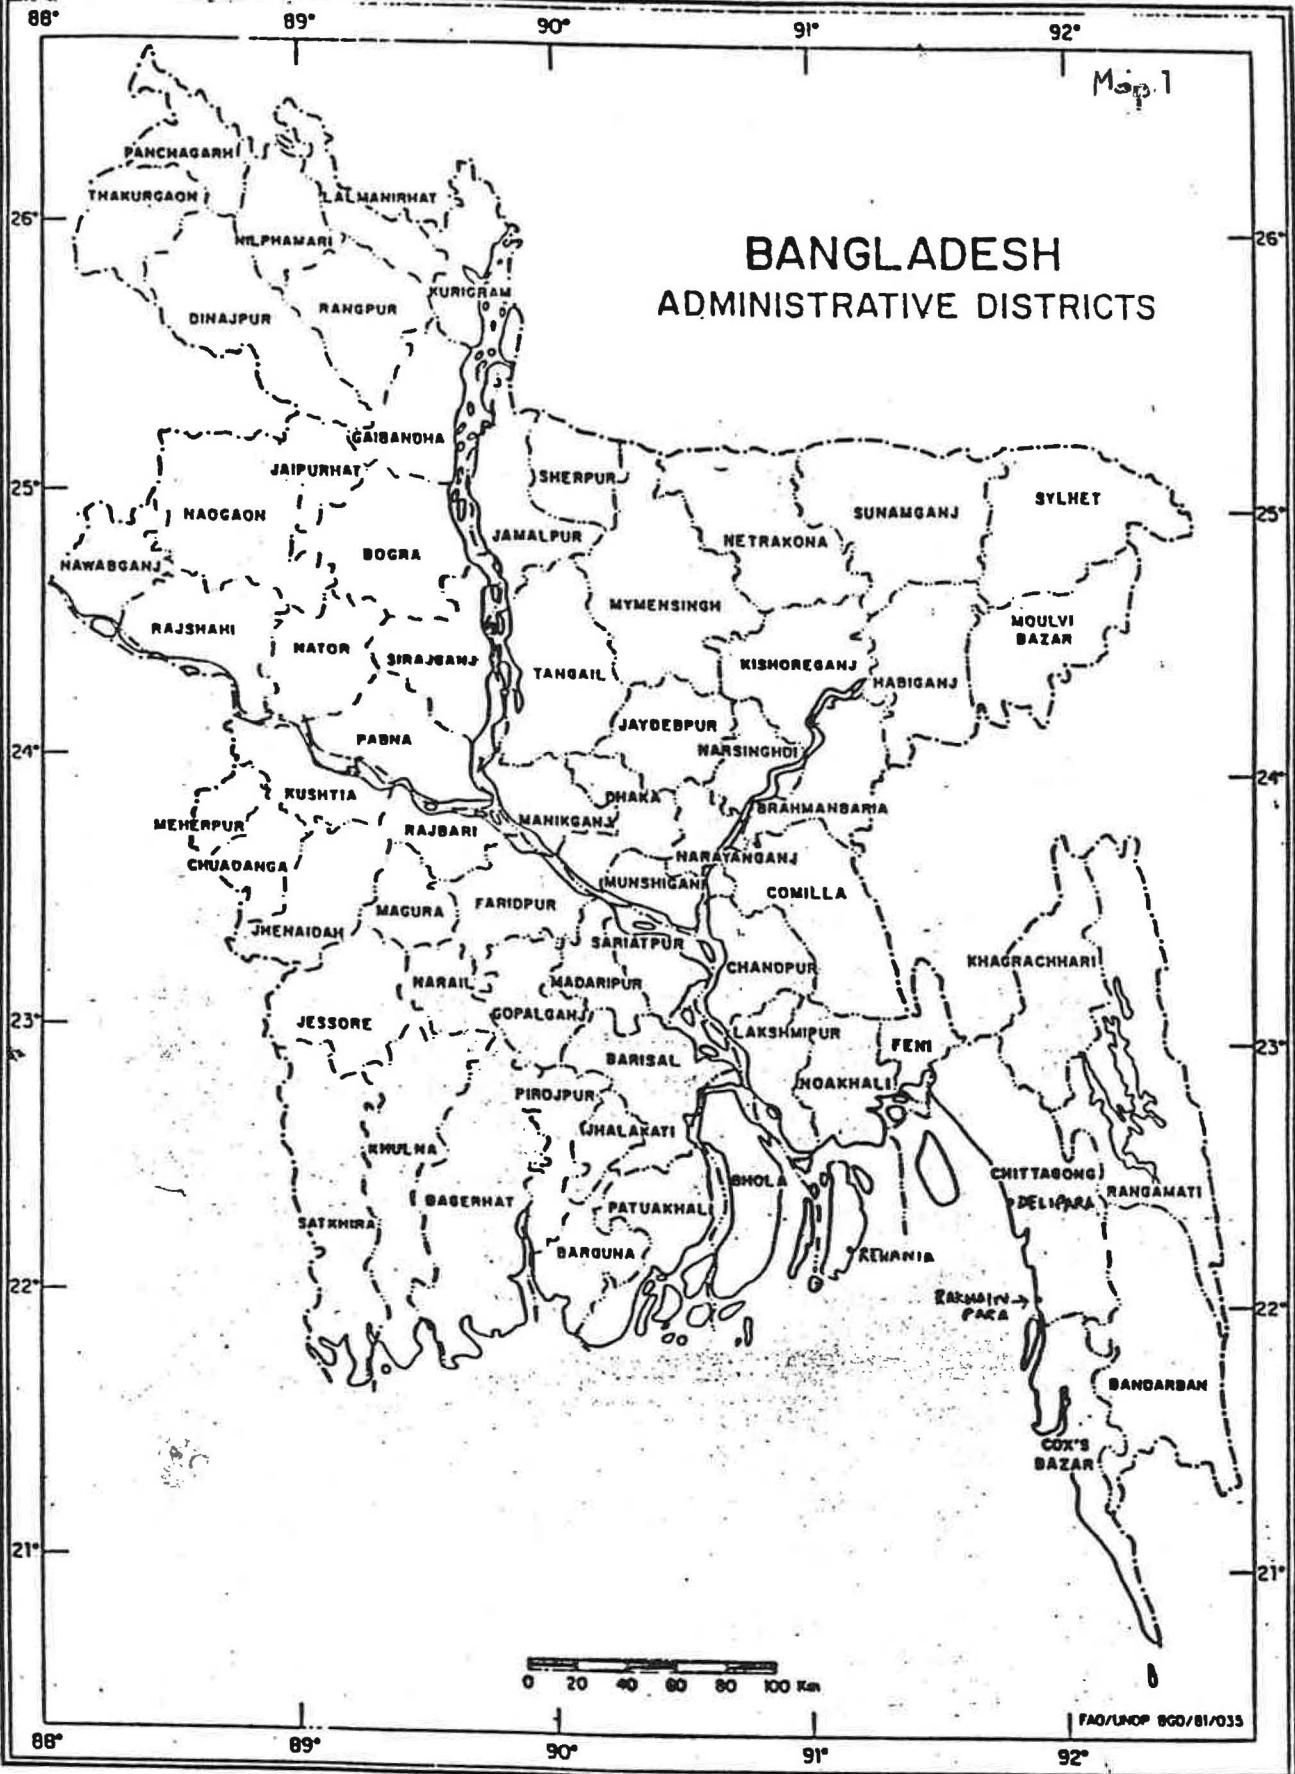 88° 89° 90° 91° 92°
Map. 1
BANGLADESH
ADMINISTRATIVE DISTRICTS
PANCHAGARH
THAKURGAON
LALMANIRHAT
26° 26°
NILPHAMARI
KURIGRAM
RANGPUR
DINAJPUR
GAIBANDHA
JAIPURHAT
SHERPUR
25° 25°
SYLHET
SUNAMGANJ
NAOGAON
JAMALPUR
NETRAKONA
BOGRA
NAWABGANJ
MYMENSINGH
MOULVI
BAZAR
RAJSHAHI
NATOR
SIRAJGANJ
KISHOREGANJ
TANGAIL
HABIGANJ
JAYDEBPUR
PABNA
NARSINGHDI
24° 24°
KUSHTIA
DHAKA
BRAHMANBARIA
MEHERPUR
MANIKGANJ
RAJBARI
CHUADANGA
NARAYANGANJ
MUNSHIGANJ
COMILLA
MAGURA
FARIDPUR
JHENAIDAH
SARIATPUR
KHAGRACHHARI
CHANDPUR
NARAIL
MADARIPUR
GOPALGANJ
JESSORE
LAKSHMIPUR
23° 23°
FENI
BARISAL
NOAKHALI
PIROJPUR
JHALAKATI
KHULNA
BHOLA
CHITTAGONG
RANGAMATI
BAGERHAT
DELIPARA
PATUAKHALI
SATKHIRA
BARGUNA
REHANIA
22° 22°
RAKHAIN
PARA
BANDARBAN
COX'S
BAZAR
21° 21°
0 20 40 60 80 100 Km
FAO/UNDP BGD/81/035
88° 89° 90° 91° 92°